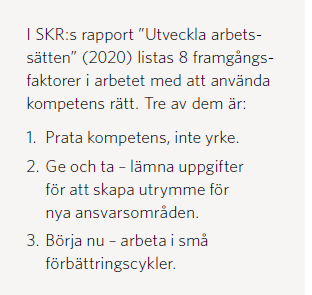 I SKR:s rapport ”Utveckla arbets-
sätten” (2020) listas 8 framgångs-
faktorer i arbetet med att använda
kompetens rätt. Tre av dem är:
1. Prata kompetens, inte yrke.
2. Ge och ta – lämna uppgifter
för att skapa utrymme för
nya ansvarsområden.
3. Börja nu – arbeta i små
förbättringscykler.